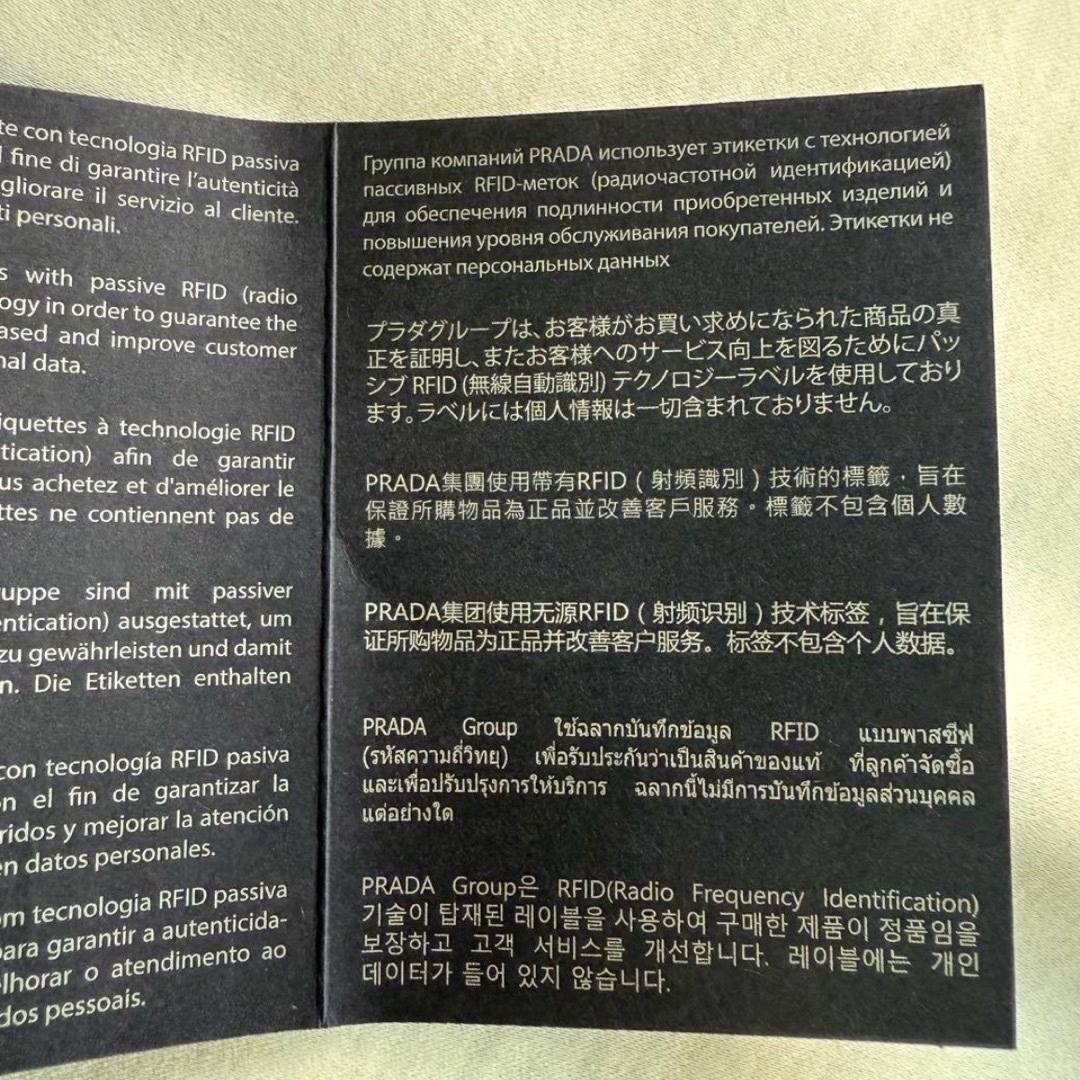 te con tecnologia RFID passiva
l fine di garantire l'autenticità
gliorare il servizio al cliente.
ti personali.
s with passive RFID (radio
ogy in order to guarantee the
ased and improve customer
nal data.
iquettes à technologie RFID
ntication) afin de garantir
us achetez et d'améliorer le
ttes ne contiennent pas de
ruppe sind mit passiver
entication) ausgestattet, um
zu gewährleisten und damit
n. Die Etiketten enthalten
con tecnología RFID pasiva
n el fin de garantizar la
ridos y mejorar la atención
en datos personales.
om tecnologia RFID passiva
para garantir a autenticida-
elhorar o atendimento ao
dos pessoais.
Группа компаний PRADA использует этикетки с технологией
пассивных RFID-меток (радиочастотной идентификацией)
для обеспечения подлинности приобретенных изделий и
повышения уровня обслуживания покупателей. Этикетки не
содержат персональных данных
プラダグループは、お客様がお買い求めになられた商品の真
正を証明し、またお客様へのサービス向上を図るためにパッ
シブ RFID (無線自動識別) テクノロジーラベルを使用しており
ます。ラベルには個人情報は一切含まれておりません。
PRADA集團使用帶有RFID（射頻識別）技術的標籤，旨在
保證所購物品為正品並改善客戶服務。標籤不包含個人數
據。
PRADA集团使用无源RFID（射频识别）技术标签，旨在保
证所购物品为正品并改善客户服务。标签不包含个人数据。
PRADA Group ใช้ฉลากบันทึกข้อมูล RFID แบบพาสซีฟ
(รหัสความถี่วิทยุ) เพื่อรับประกันว่าเป็นสินค้าของแท้ ที่ลูกค้าจัดซื้อ
และเพื่อปรับปรุงการให้บริการ ฉลากนี้ไม่มีการบันทึกข้อมูลส่วนบุคคล
แต่อย่างใด
PRADA Group은 RFID(Radio Frequency Identification)
기술이 탑재된 레이블을 사용하여 구매한 제품이 정품임을
보장하고 고객 서비스를 개선합니다. 레이블에는 개인
데이터가 들어 있지 않습니다.